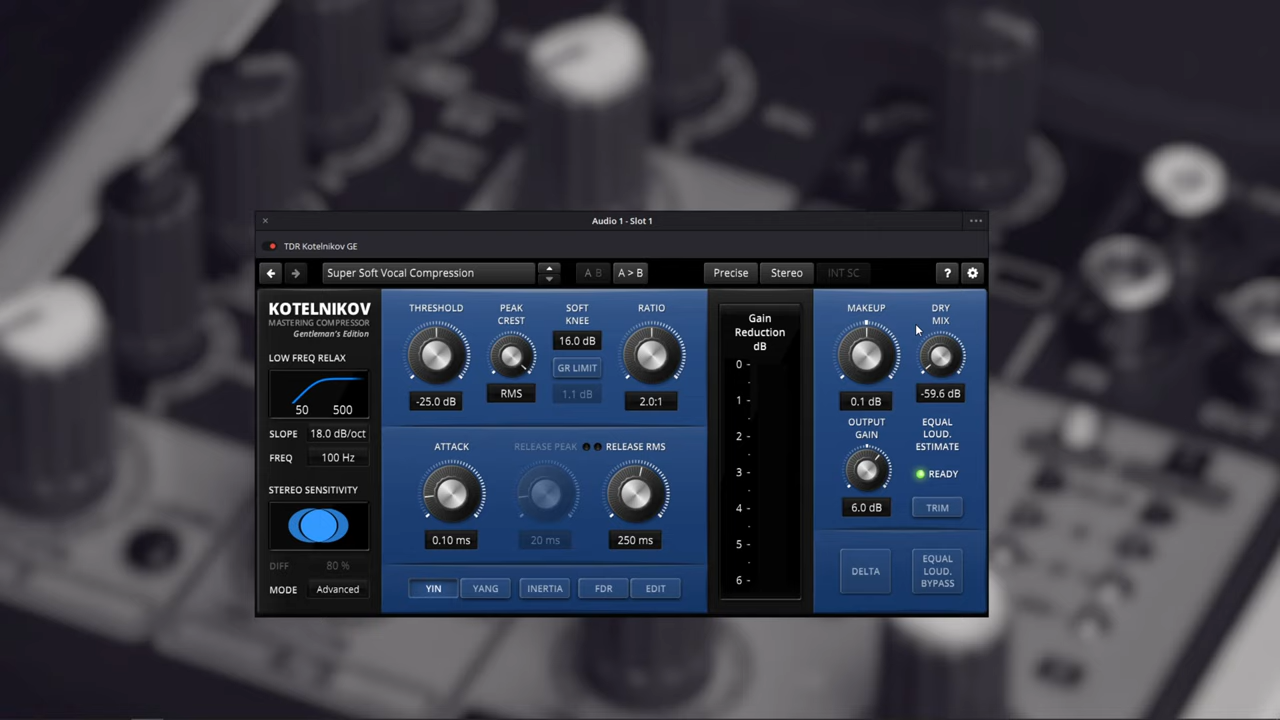 Audio 1 - Slot 1
TDR Kotelnikov GE
Super Soft Vocal Compression
A B
A > B
Precise
Stereo
INT SC
?
KOTELNIKOV
MASTERING COMPRESSOR
Gentleman's Edition
LOW FREQ RELAX
50 500
SLOPE 18.0 dB/oct
FREQ 100 Hz
STEREO SENSITIVITY
DIFF 80 %
MODE Advanced
THRESHOLD
-25.0 dB
PEAK
CREST
RMS
SOFT
KNEE
16.0 dB
GR LIMIT
1.1 dB
RATIO
2.0:1
ATTACK
0.10 ms
RELEASE PEAK
20 ms
RELEASE RMS
250 ms
YIN
YANG
INERTIA
FDR
EDIT
Gain
Reduction
dB
0 -
1 -
2 -
3 -
4 -
5 -
6 -
MAKEUP
0.1 dB
DRY
MIX
-59.6 dB
OUTPUT
GAIN
6.0 dB
EQUAL
LOUD.
ESTIMATE
READY
TRIM
DELTA
EQUAL
LOUD.
BYPASS